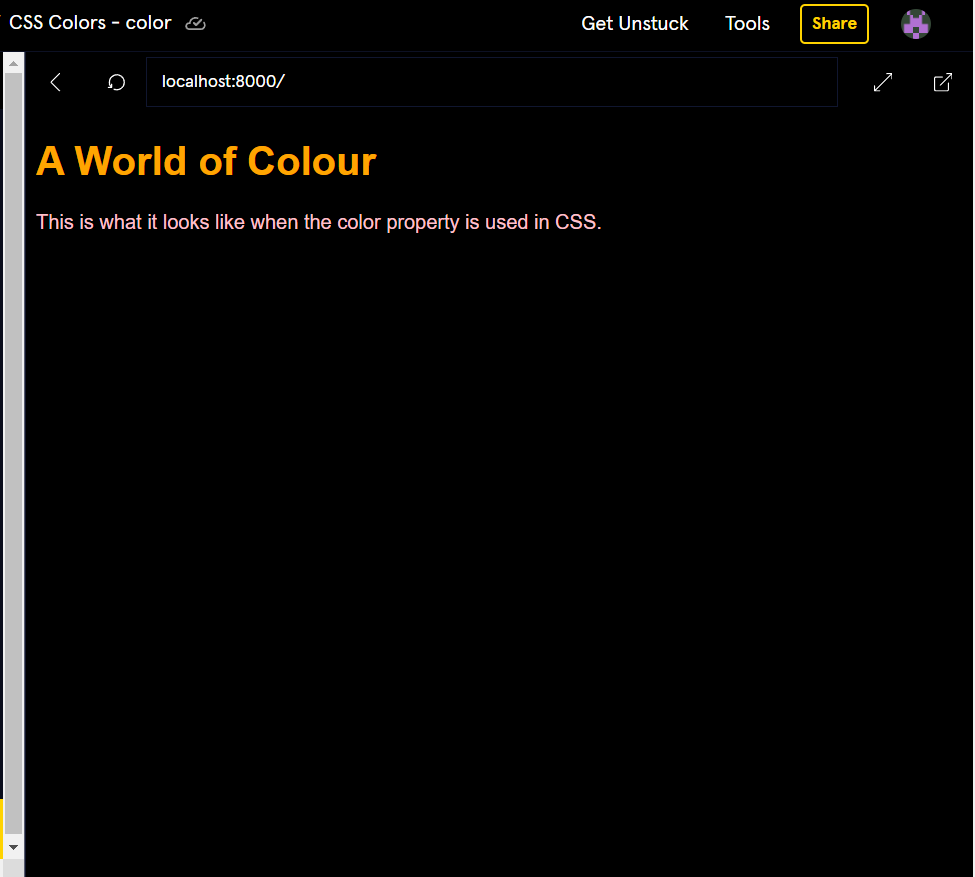 CSS Colors - color
Get Unstuck
Tools
Share
localhost:8000/
A World of Colour
This is what it looks like when the color property is used in CSS.